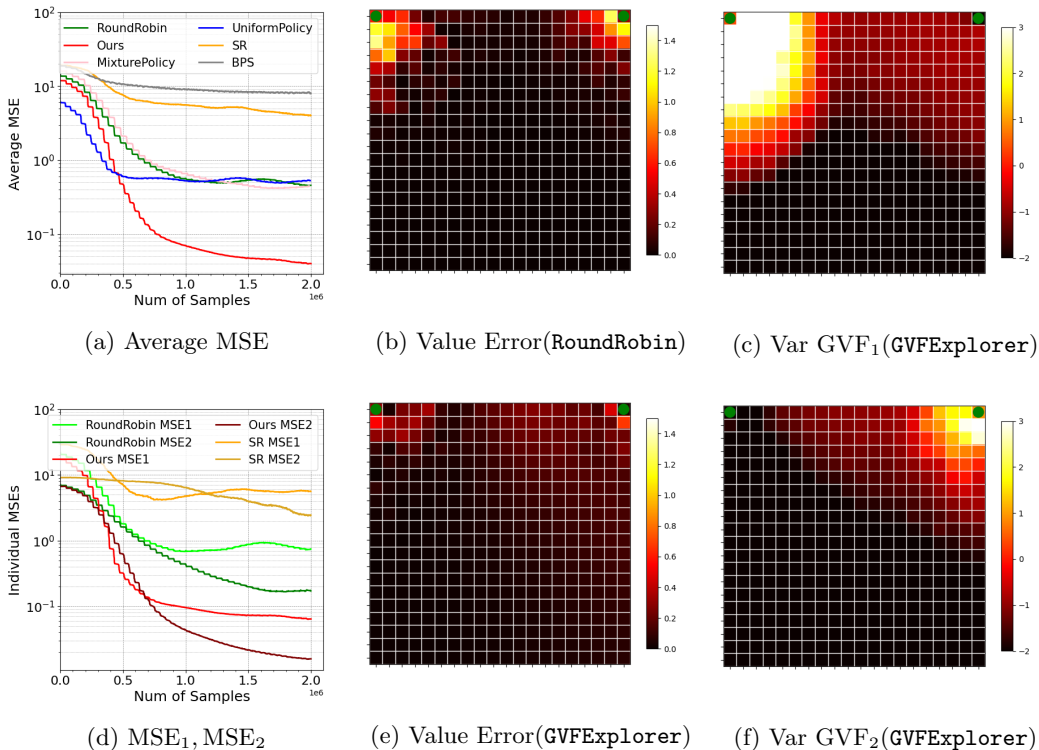 RoundRobin
Ours
MixturePolicy
UniformPolicy
SR
BPS
Average MSE
10²
10¹
10⁰
10⁻¹
0.0 0.5 1.0 1.5 2.0
1e6
Num of Samples
1.4
1.2
1.0
0.8
0.6
0.4
0.2
0.0
3
2
1
0
−1
−2
(a) Average MSE
(b) Value Error(RoundRobin)
(c) Var GVF₁(GVFExplorer)
RoundRobin MSE1
RoundRobin MSE2
Ours MSE1
Ours MSE2
SR MSE1
SR MSE2
Individual MSEs
10²
10¹
10⁰
10⁻¹
0.0 0.5 1.0 1.5 2.0
1e6
Num of Samples
1.4
1.2
1.0
0.8
0.6
0.4
0.2
0.0
3
2
1
0
−1
−2
(d) MSE₁, MSE₂
(e) Value Error(GVFExplorer)
(f) Var GVF₂(GVFExplorer)